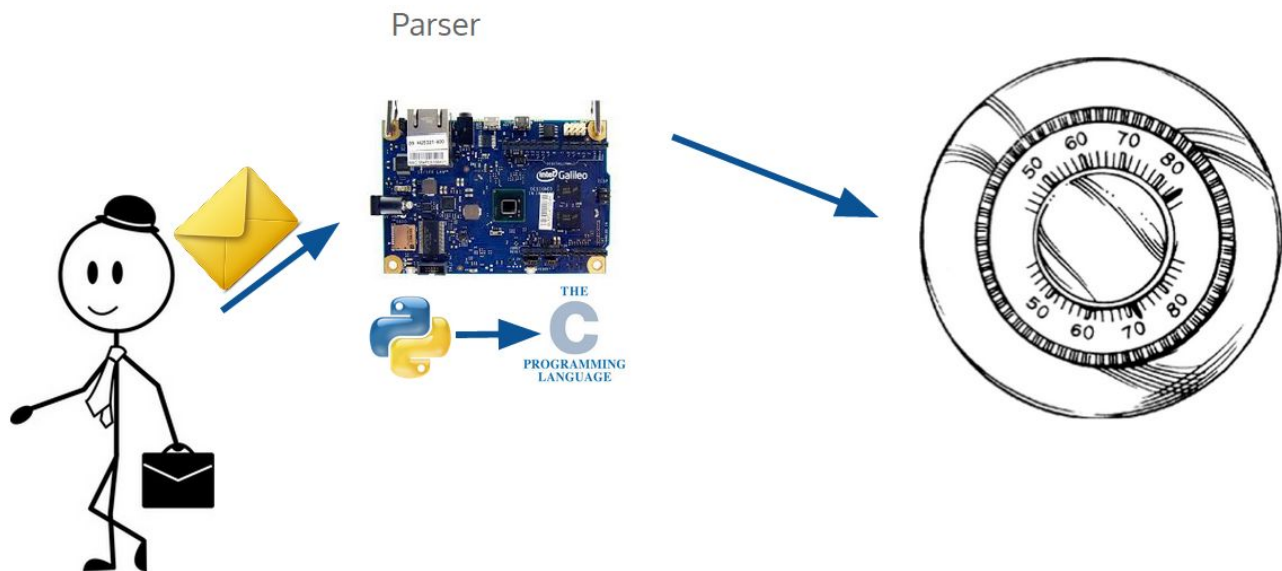 Parser
intel Galileo
THE
C
PROGRAMMING
LANGUAGE
50 60 70 80
50 60 70 80